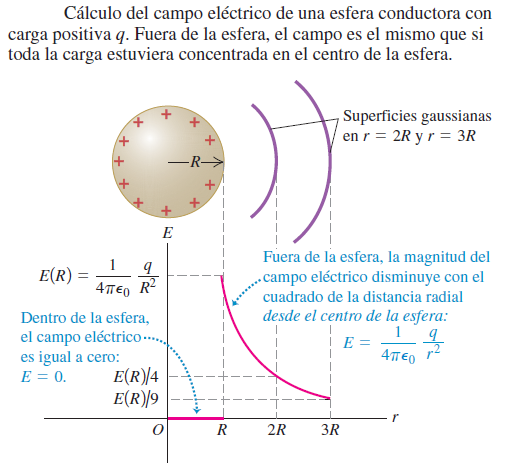 Cálculo del campo eléctrico de una esfera conductora con
carga positiva q. Fuera de la esfera, el campo es el mismo que si
toda la carga estuviera concentrada en el centro de la esfera.
+ + + + + + + + + + +
R
Superficies gaussianas
en r = 2R y r = 3R
E
E(R) = 1/4πϵ₀ q/R²
Fuera de la esfera, la magnitud del
campo eléctrico disminuye con el
cuadrado de la distancia radial
desde el centro de la esfera:
E = 1/4πϵ₀ q/r²
Dentro de la esfera,
el campo eléctrico
es igual a cero:
E = 0.
E(R)/4
E(R)/9
O R 2R 3R r